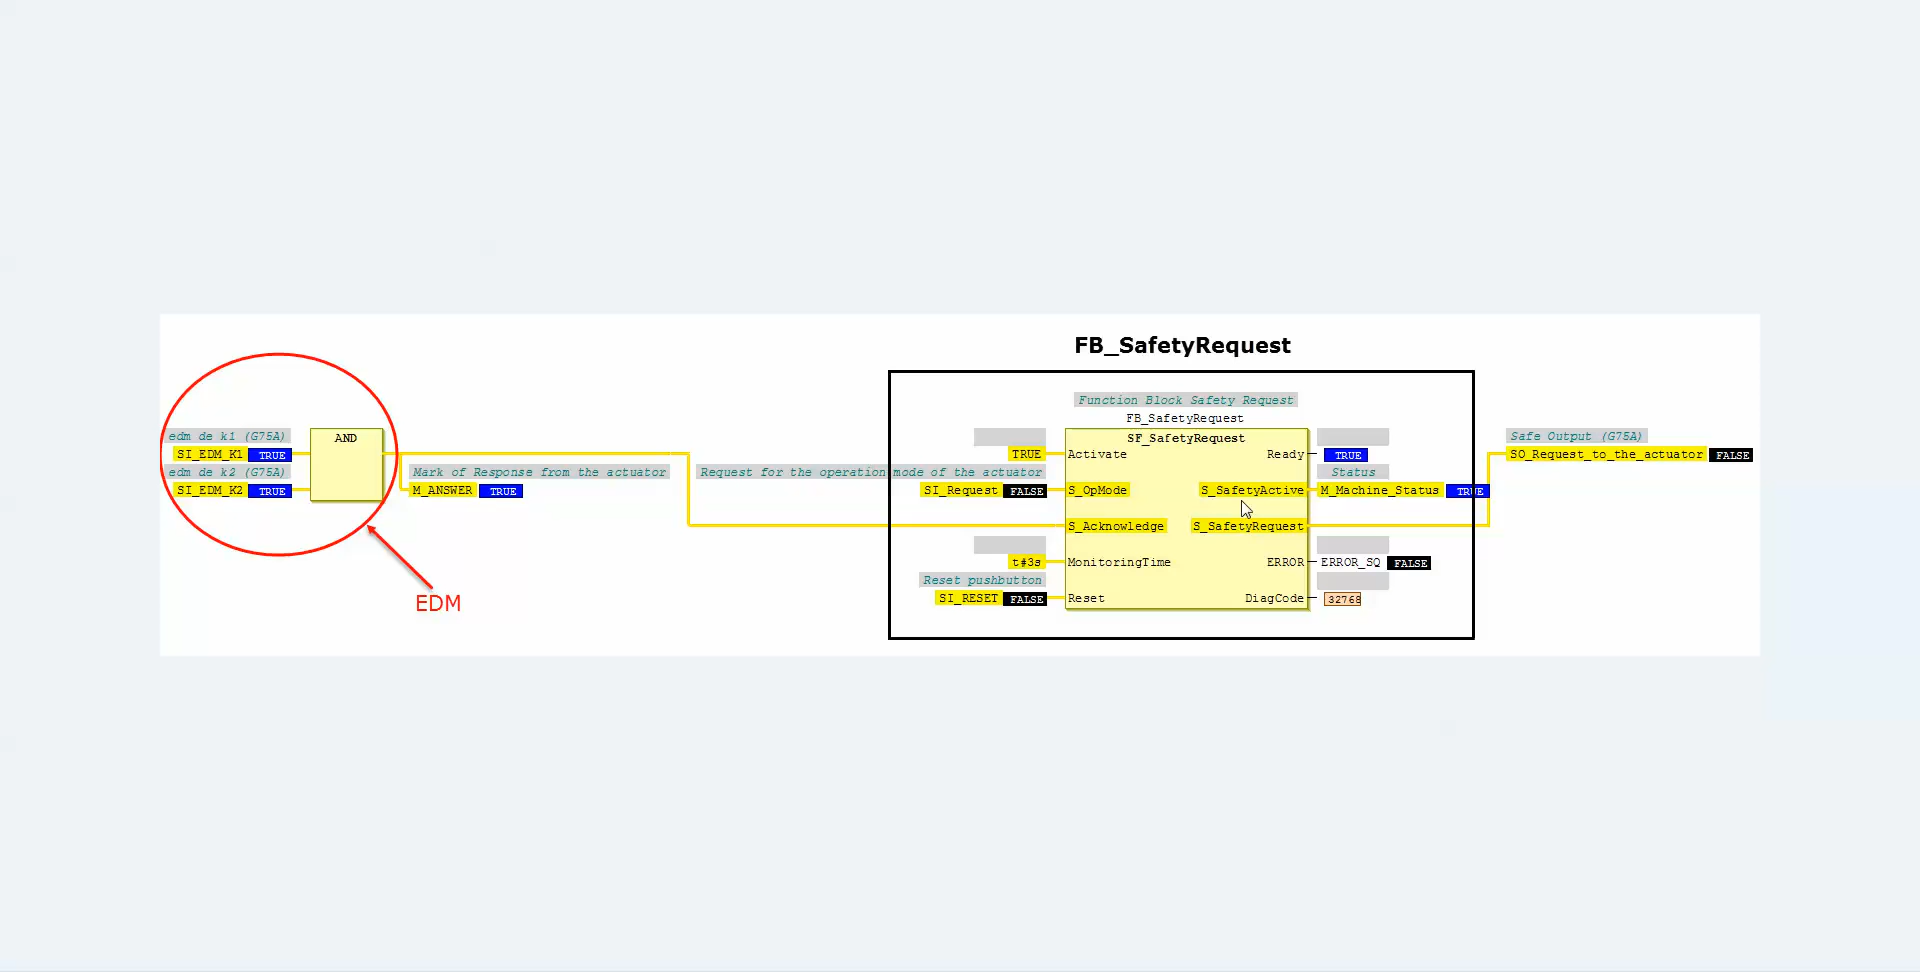 FB_SafetyRequest
Function Block Safety Request
FB_SafetyRequest
edm de k1 (G75A)
AND
SF_SafetyRequest
Safe Output (G75A)
SI_EDM_K1 TRUE
TRUE Activate
Ready TRUE
SO_Request_to_the_actuator FALSE
edm de k2 (G75A)
Mark of Response from the actuator
Request for the operation mode of the actuator
Status
SI_EDM_K2 TRUE
M_ANSWER TRUE
SI_Request FALSE S_OpMode
S_SafetyActive M_Machine_Status TRUE
S_Acknowledge
S_SafetyRequest
t#3s MonitoringTime
ERROR ERROR_SQ FALSE
Reset pushbutton
SI_RESET FALSE Reset
DiagCode 32768
EDM